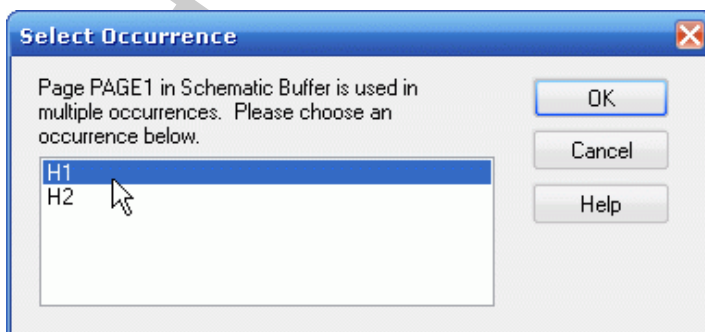 Select Occurrence
Page PAGE1 in Schematic Buffer is used in
multiple occurrences. Please choose an
occurrence below.
H1
H2
OK
Cancel
Help